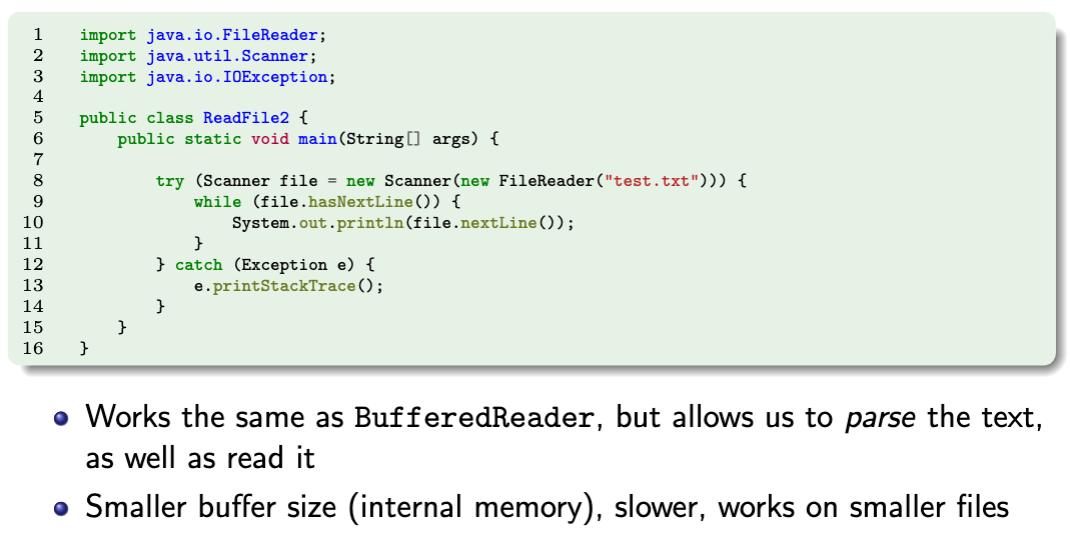 1 import java.io.FileReader;
2 import java.util.Scanner;
3 import java.io.IOException;
4
5 public class ReadFile2 {
6     public static void main(String[] args) {
7
8         try (Scanner file = new Scanner(new FileReader("test.txt"))) {
9             while (file.hasNextLine()) {
10                 System.out.println(file.nextLine());
11             }
12         } catch (Exception e) {
13             e.printStackTrace();
14         }
15     }
16 }
Works the same as BufferedReader, but allows us to parse the text,
as well as read it
Smaller buffer size (internal memory), slower, works on smaller files